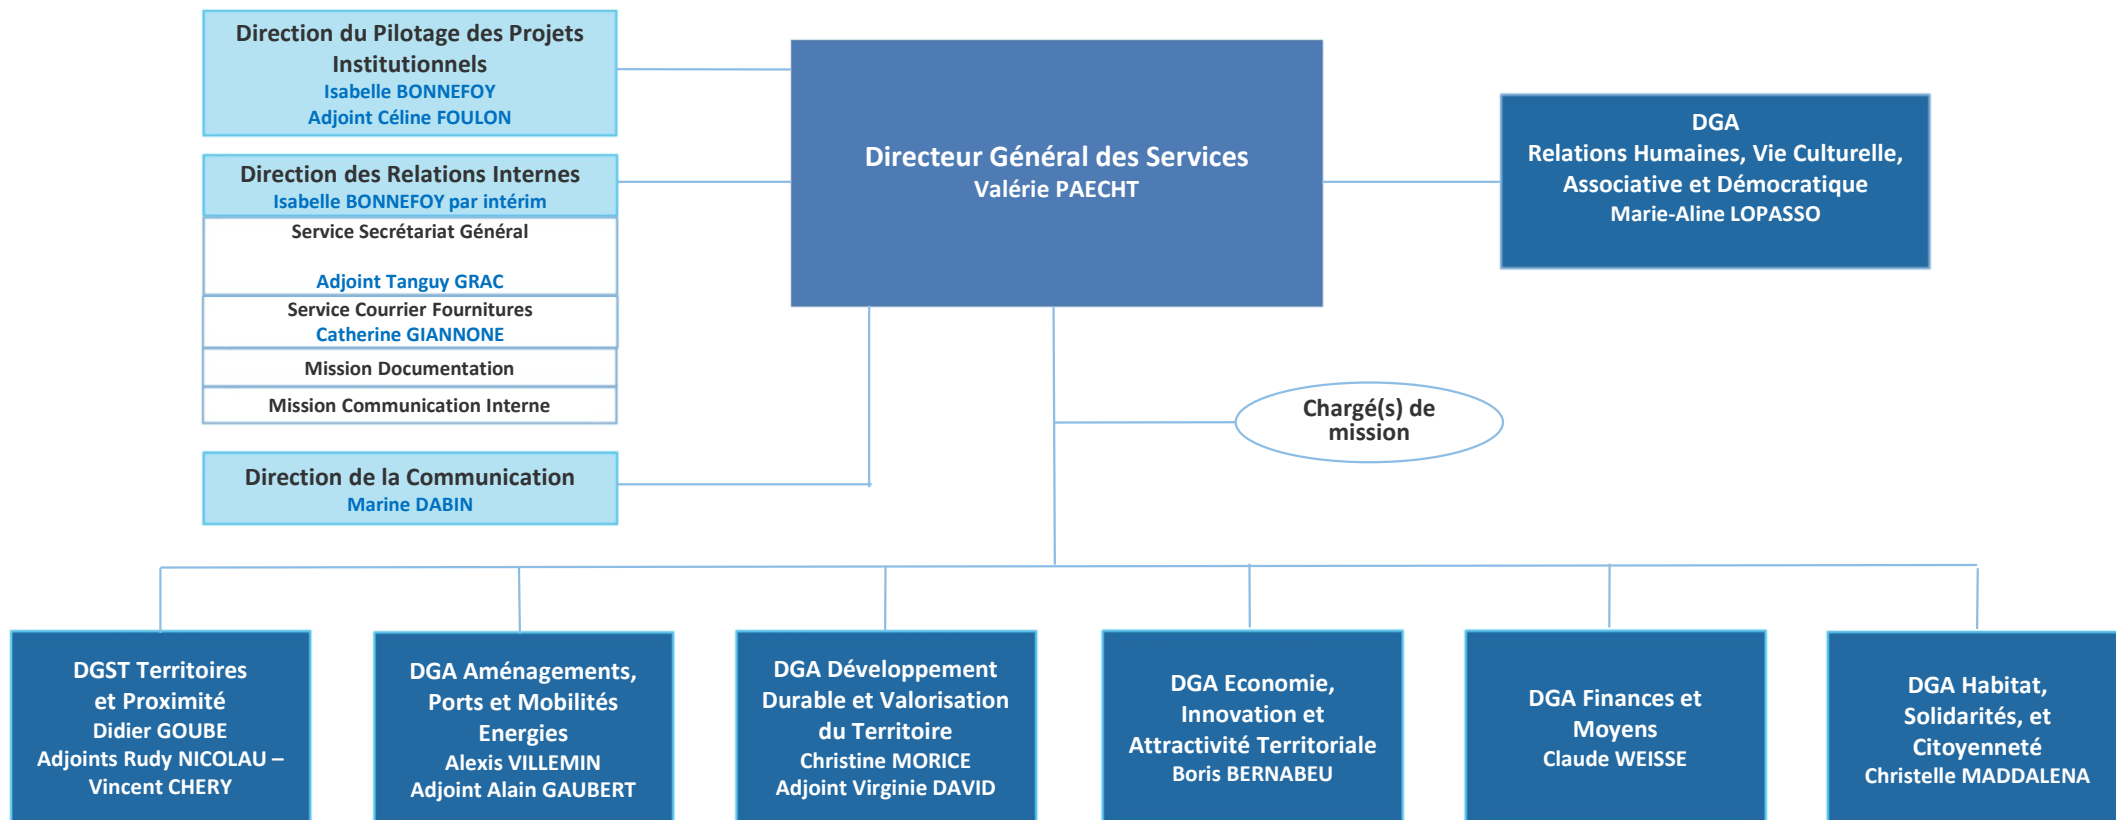 Direction du Pilotage des Projets
Institutionnels
Isabelle BONNEFOY
Adjoint Céline FOULON
Direction des Relations Internes
Isabelle BONNEFOY par intérim
Service Secrétariat Général
Adjoint Tanguy GRAC
Service Courrier Fournitures
Catherine GIANNONE
Mission Documentation
Mission Communication Interne
Direction de la Communication
Marine DABIN
Directeur Général des Services
Valérie PAECHT
DGA
Relations Humaines, Vie Culturelle,
Associative et Démocratique
Marie-Aline LOPASSO
Chargé(s) de
mission
DGST Territoires
et Proximité
Didier GOUBE
Adjoints Rudy NICOLAU –
Vincent CHERY
DGA Aménagements,
Ports et Mobilités
Energies
Alexis VILLEMIN
Adjoint Alain GAUBERT
DGA Développement
Durable et Valorisation
du Territoire
Christine MORICE
Adjoint Virginie DAVID
DGA Economie,
Innovation et
Attractivité Territoriale
Boris BERNABEU
DGA Finances et
Moyens
Claude WEISSE
DGA Habitat,
Solidarités, et
Citoyenneté
Christelle MADDALENA